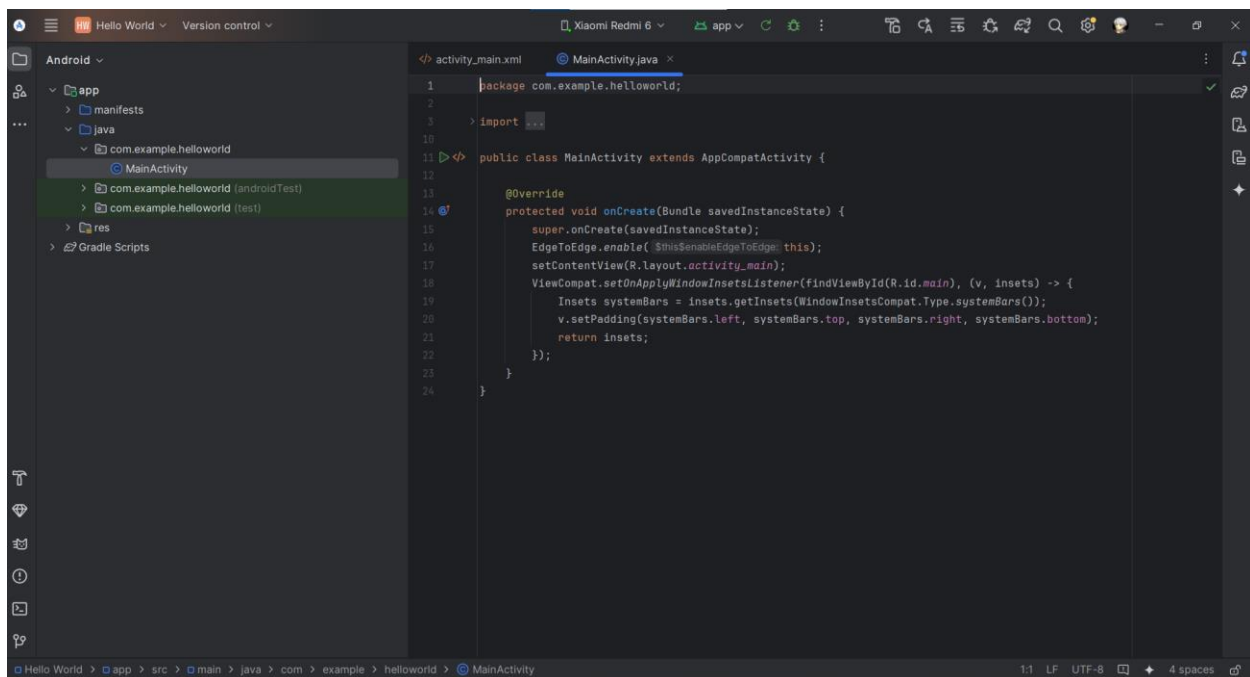 HW Hello World Version control Xiaomi Redmi 6 app
Android
app
manifests
java
com.example.helloworld
MainActivity
com.example.helloworld (androidTest)
com.example.helloworld (test)
res
Gradle Scripts
</> activity_main.xml © MainActivity.java ×
1 package com.example.helloworld;
2
3 > import ...
10
11 </> public class MainActivity extends AppCompatActivity {
12
13 @Override
14 protected void onCreate(Bundle savedInstanceState) {
15 super.onCreate(savedInstanceState);
16 EdgeToEdge.enable( $this$enableEdgeToEdge: this);
17 setContentView(R.layout.activity_main);
18 ViewCompat.setOnApplyWindowInsetsListener(findViewById(R.id.main), (v, insets) -> {
19 Insets systemBars = insets.getInsets(WindowInsetsCompat.Type.systemBars());
20 v.setPadding(systemBars.left, systemBars.top, systemBars.right, systemBars.bottom);
21 return insets;
22 });
23 }
24 }
Hello World > app > src > main > java > com > example > helloworld > MainActivity 1:1 LF UTF-8 4 spaces